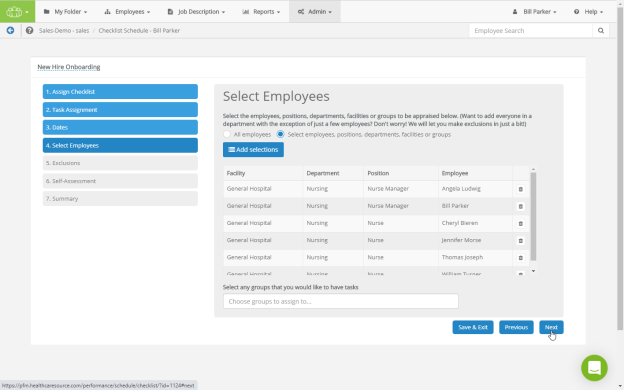 My Folder
Employees
Job Description
Reports
Admin
Bill Parker
Help
Sales-Demo - sales / Checklist Schedule - Bill Parker
Employee Search
New Hire Onboarding
1. Assign Checklist
2. Task Assignment
3. Dates
4. Select Employees
5. Exclusions
6. Self-Assessment
7. Summary
Select Employees
Select the employees, positions, departments, facilities or groups to be appraised below. (Want to add everyone in a
department with the exception of just a few employees? Don't worry! We will let you make exclusions in just a bit!)
All employees Select employees, positions, departments, facilities or groups
Add selections
Facility Department Position Employee
General Hospital Nursing Nurse Manager Angela Ludwig
General Hospital Nursing Nurse Manager Bill Parker
General Hospital Nursing Nurse Cheryl Bieren
General Hospital Nursing Nurse Jennifer Morse
General Hospital Nursing Nurse Thomas Joseph
General Hospital Nursing Nurse William Turner
Select any groups that you would like to have tasks
Choose groups to assign to...
Save & Exit Previous Next
https://pfm.healthcaresource.com/performance/schedule/checklist/?id=1124#next